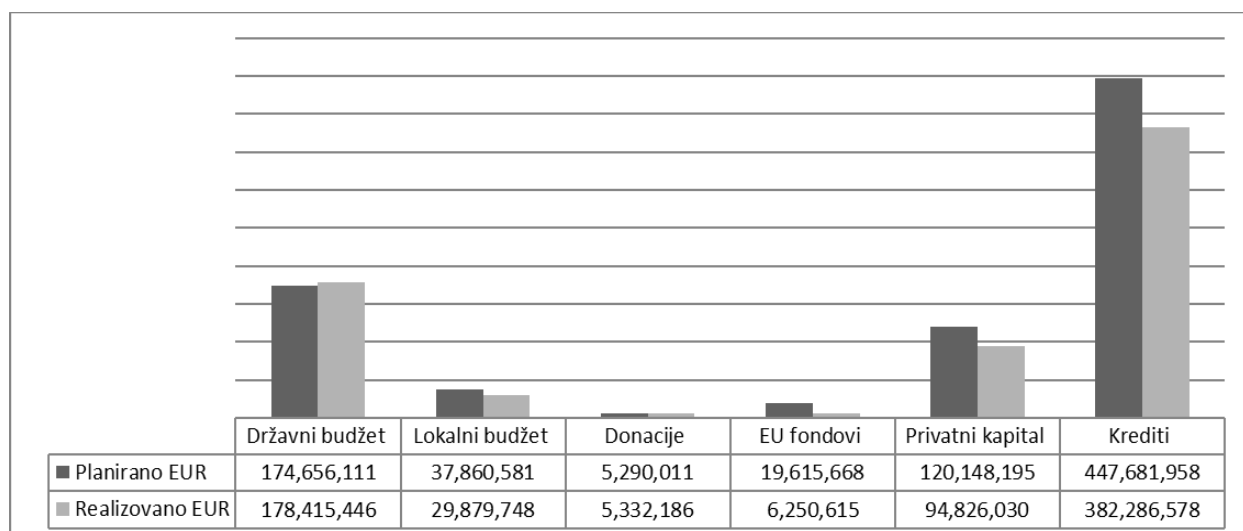 Državni budžet Lokalni budžet Donacije EU fondovi Privatni kapital Krediti
Planirano EUR 174,656,111 37,860,581 5,290,011 19,615,668 120,148,195 447,681,958
Realizovano EUR 178,415,446 29,879,748 5,332,186 6,250,615 94,826,030 382,286,578